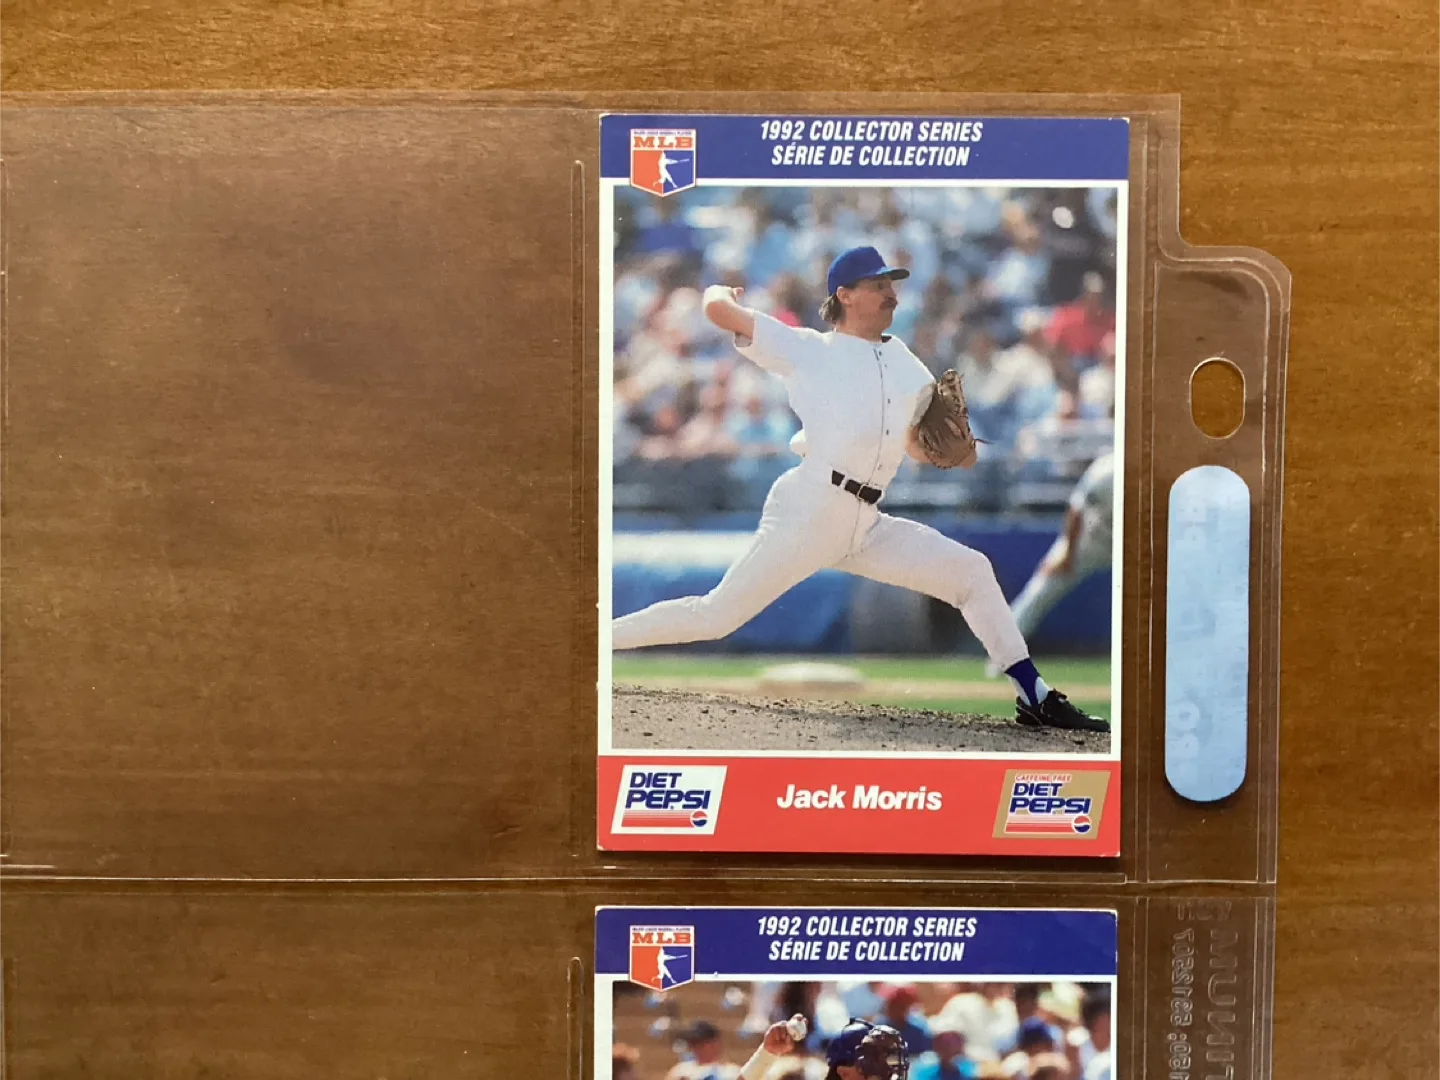 1992 COLLECTOR SERIES
SÉRIE DE COLLECTION
MLB
DIET
PEPSI
Jack Morris
CAFFEINE FREE
DIET
PEPSI
1992 COLLECTOR SERIES
SÉRIE DE COLLECTION
MLB